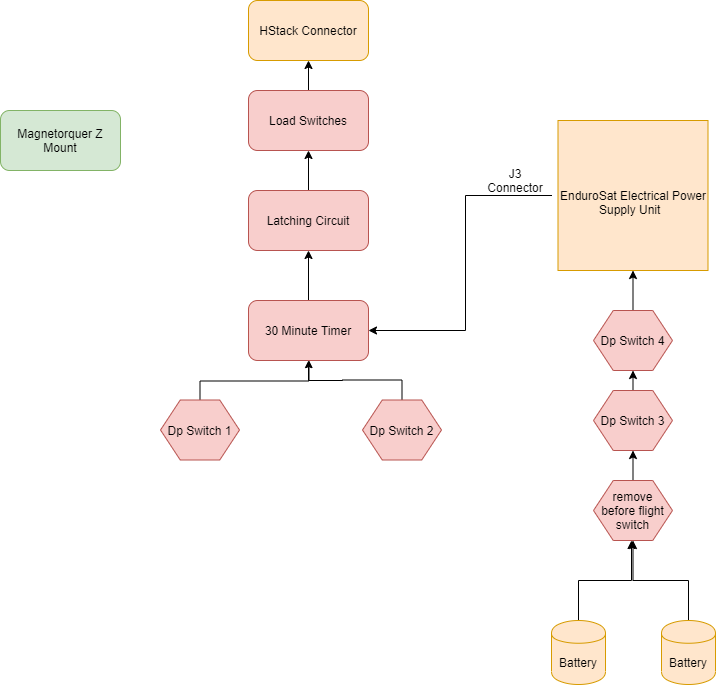 HStack Connector
Load Switches
Magnetorquer Z
Mount
J3
Connector
EnduroSat Electrical Power
Supply Unit
Latching Circuit
30 Minute Timer
Dp Switch 4
Dp Switch 1
Dp Switch 2
Dp Switch 3
remove
before flight
switch
Battery
Battery